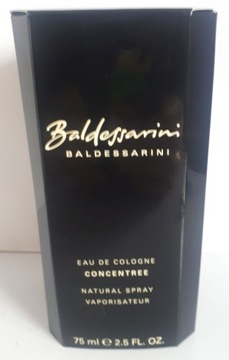 Baldessarini
BALDESSARINI
EAU DE COLOGNE
CONCENTREE
NATURAL SPRAY
VAPORISATEUR
75 ml ℮ 2.5 FL. OZ.